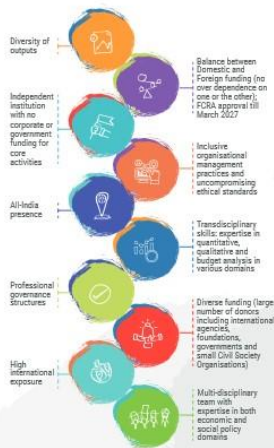 Diversity of
outputs
Balance between
Domestic and
Foreign funding (no
over dependence on
one or the other);
FCRA approval till
March 2027
Independent
institution with
no corporate or
government
funding for
core activities
Inclusive
organisational
management
practices and
uncompromising
ethical standards
All-India
presence
Transdisciplinary
skills: expertise in
quantitative,
qualitative and
budget analysis in
various domains
Professional
governance
structures
Diverse funding (large
number of donors
including international
agencies,
foundations,
governments and
small Civil Society
Organisations)
High
international
exposure
Multi-disciplinary
team with
expertise in both
economic and
social policy
domains